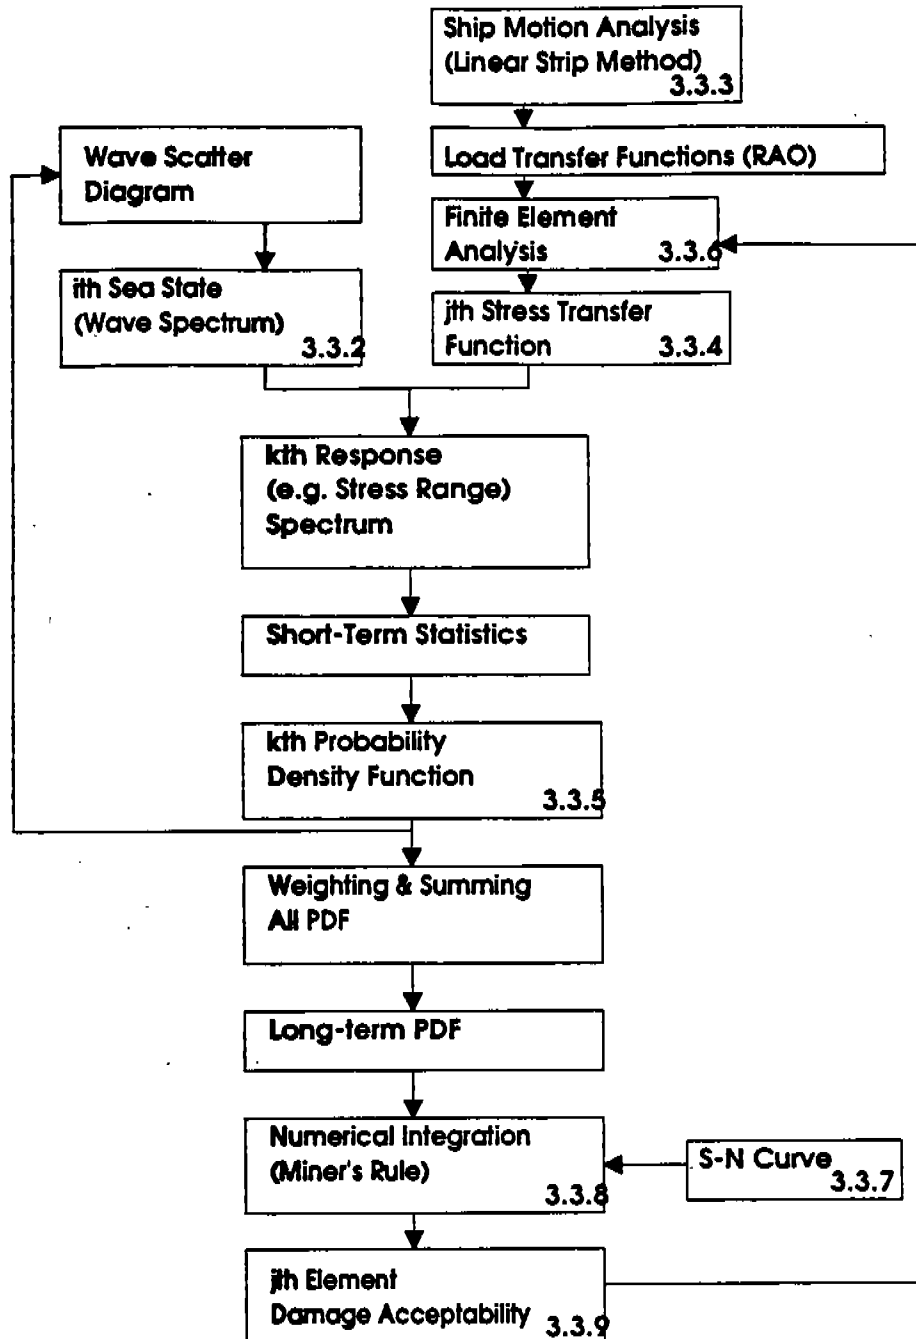 Ship Motion Analysis
(Linear Strip Method)
3.3.3
Load Transfer Functions (RAO)
Wave Scatter
Diagram
Finite Element
Analysis 3.3.6
ith Sea State
(Wave Spectrum)
3.3.2
jth Stress Transfer
Function 3.3.4
kth Response
(e.g. Stress Range)
Spectrum
Short-Term Statistics
kth Probability
Density Function
3.3.5
Weighting & Summing
All PDF
Long-term PDF
Numerical Integration
(Miner's Rule)
3.3.8
S-N Curve
3.3.7
jth Element
Damage Acceptability
3.3.9